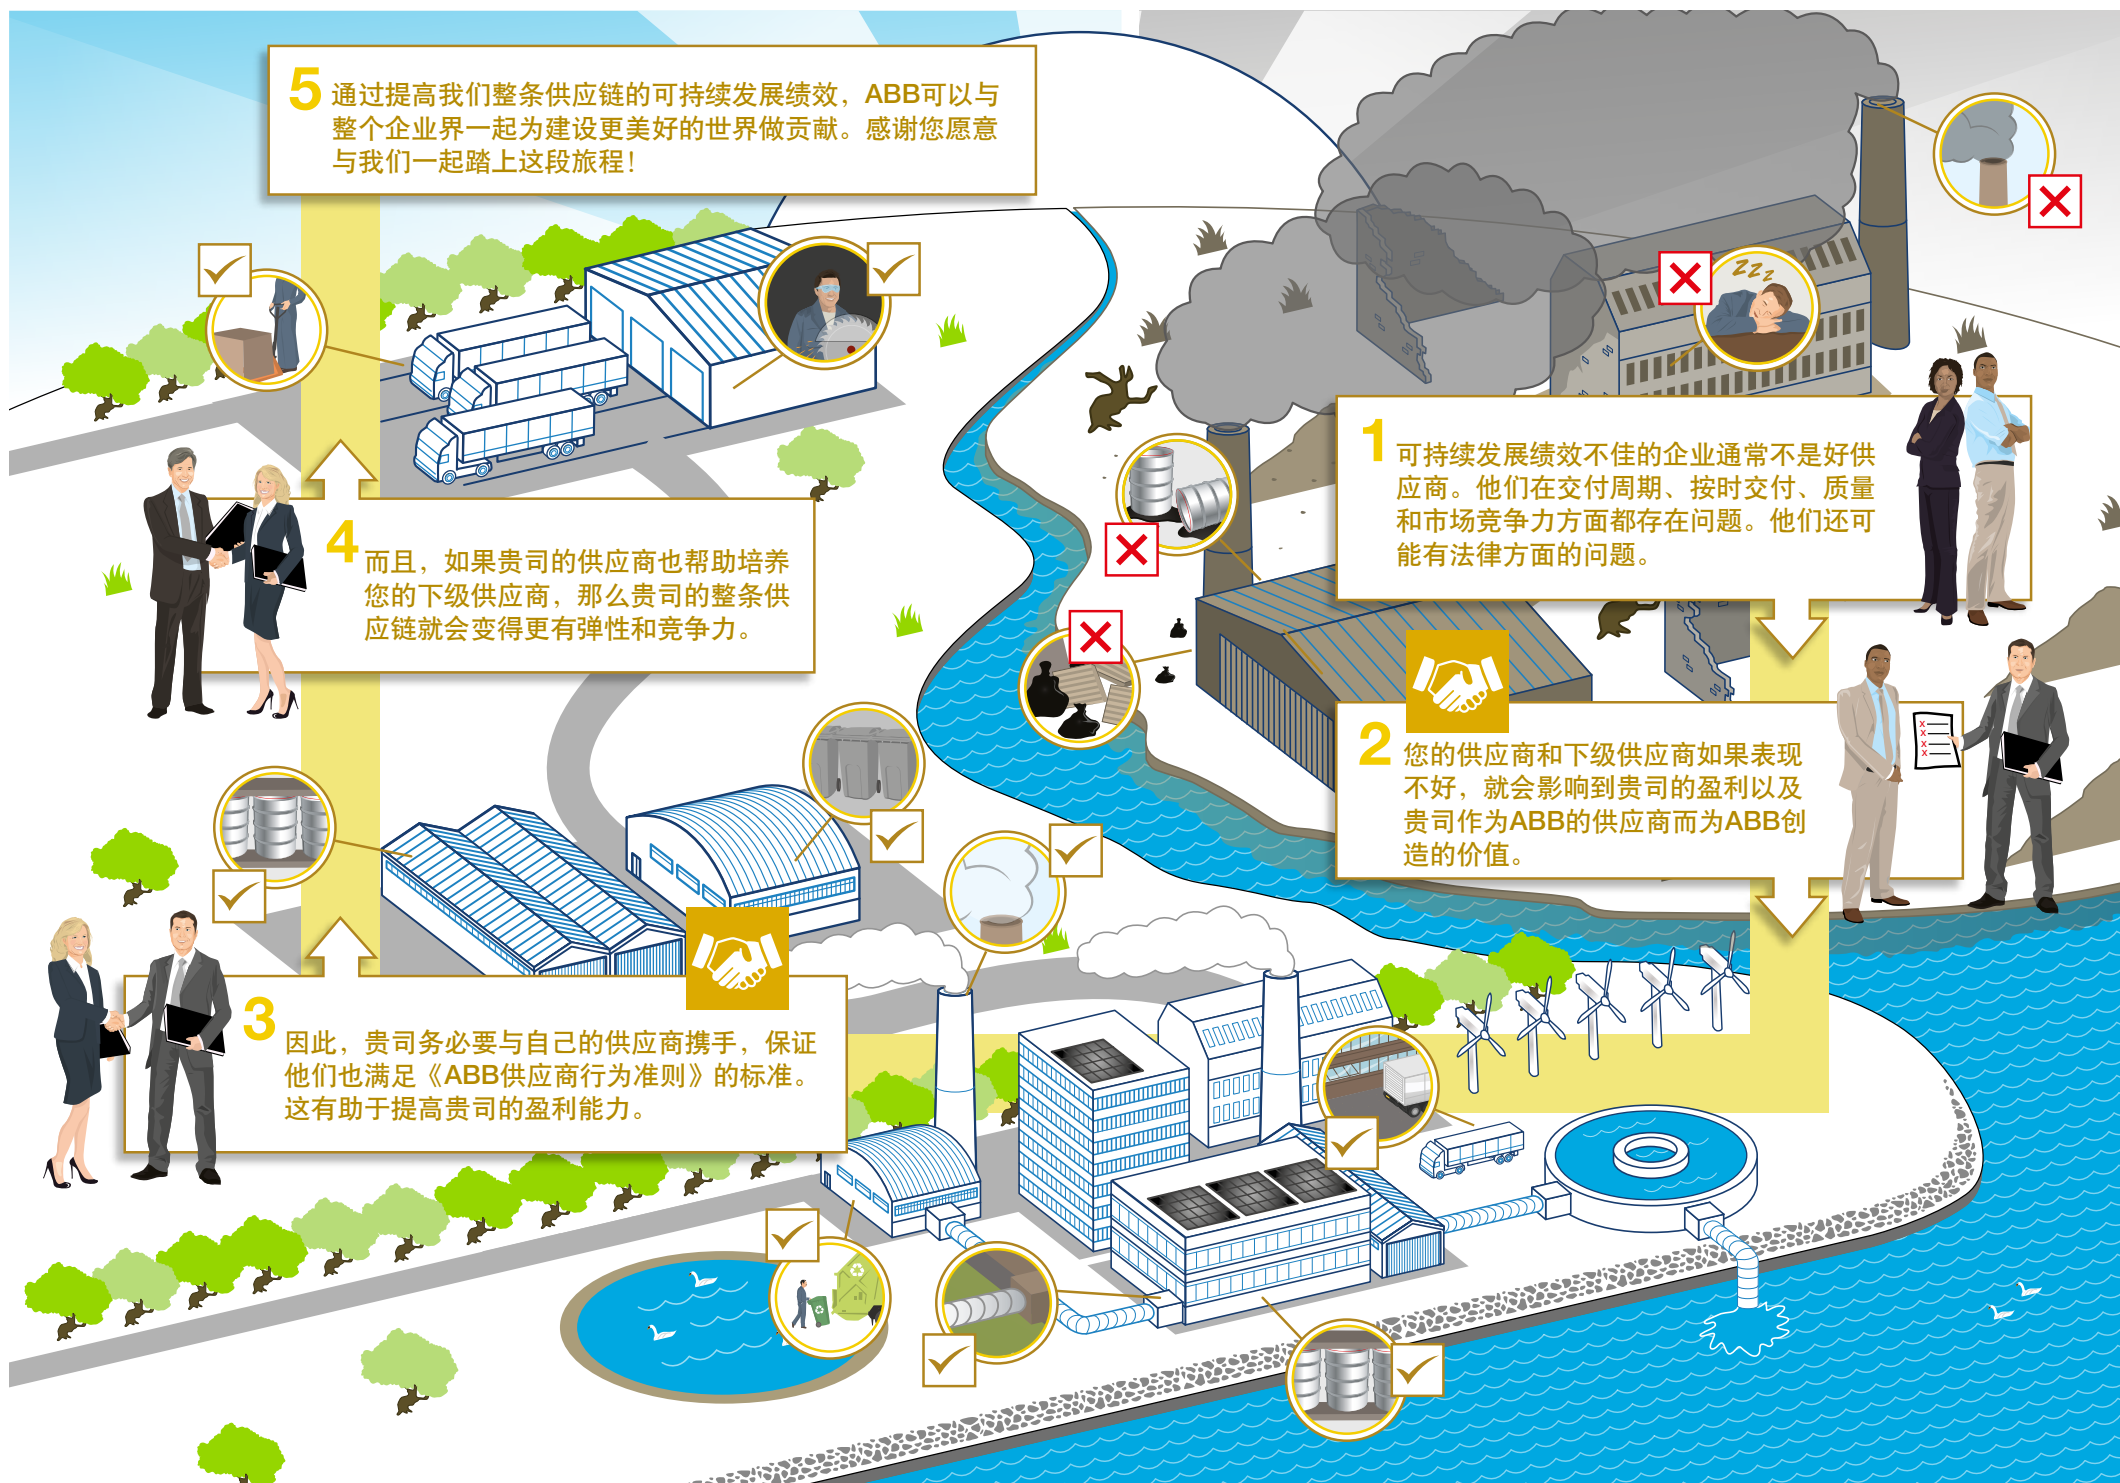 5
通过提高我们整条供应链的可持续发展绩效，ABB可以与
整个企业界一起为建设更美好的世界做贡献。感谢您愿意
与我们一起踏上这段旅程！
zzz
1
可持续发展绩效不佳的企业通常不是好供
应商。他们在交付周期、按时交付、质量
和市场竞争力方面都存在问题。他们还可
能有法律方面的问题。
4
而且，如果贵司的供应商也帮助培养
您的下级供应商，那么贵司的整条供
应链就会变得更有弹性和竞争力。
2
您的供应商和下级供应商如果表现
不好，就会影响到贵司的盈利以及
贵司作为ABB的供应商而为ABB创
造的价值。
x
x
x
x
3
因此，贵司务必要与自己的供应商携手，保证
他们也满足《ABB供应商行为准则》的标准。
这有助于提高贵司的盈利能力。